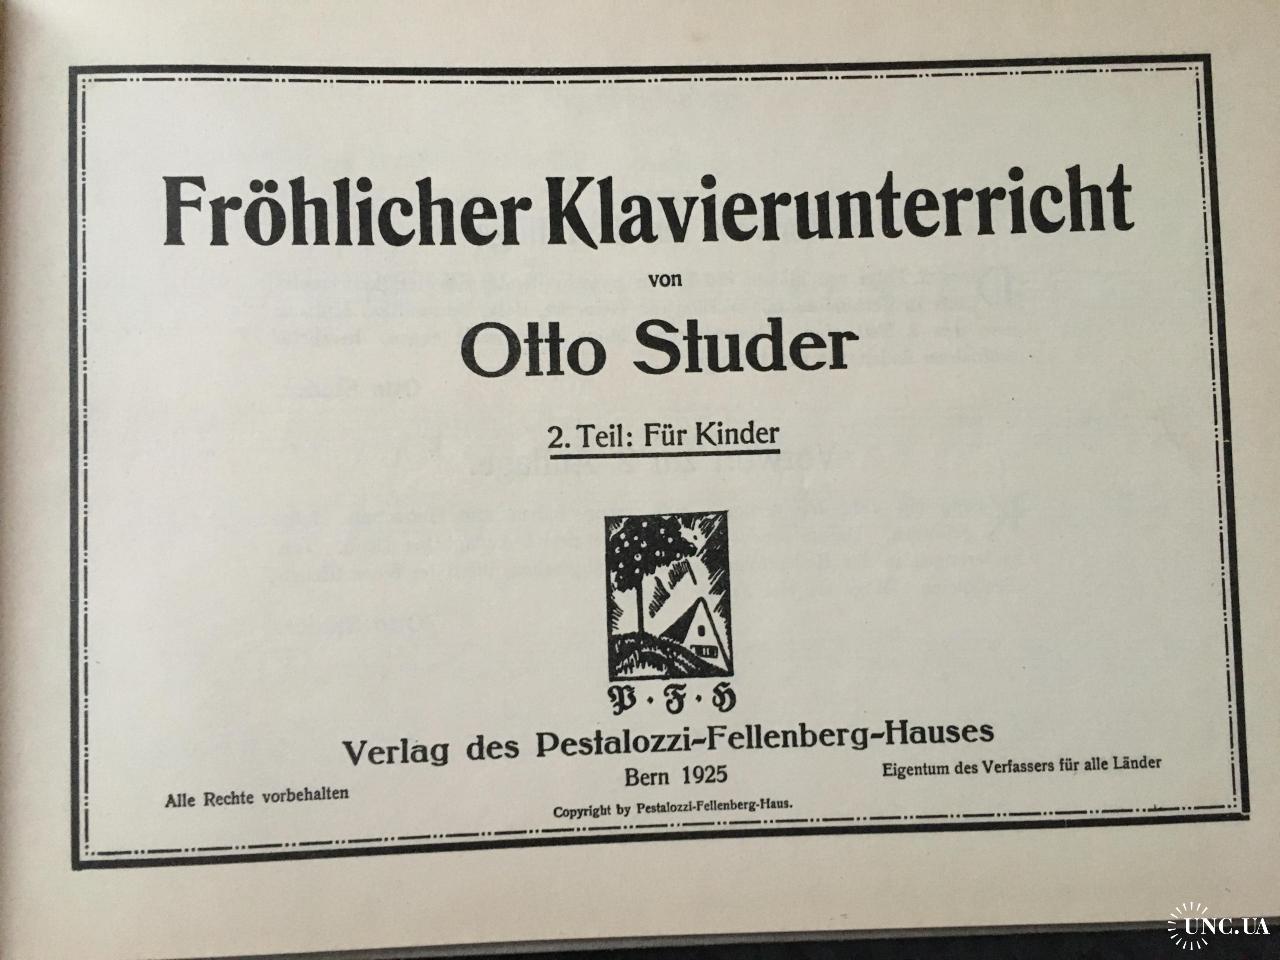 Fröhlicher Klavierunterricht
von
Otto Studer
2. Teil: Für Kinder
P · F · H
Verlag des Pestalozzi-Fellenberg-Hauses
Bern 1925
Alle Rechte vorbehalten
Eigentum des Verfassers für alle Länder
Copyright by Pestalozzi-Fellenberg-Haus.
UNC.UA